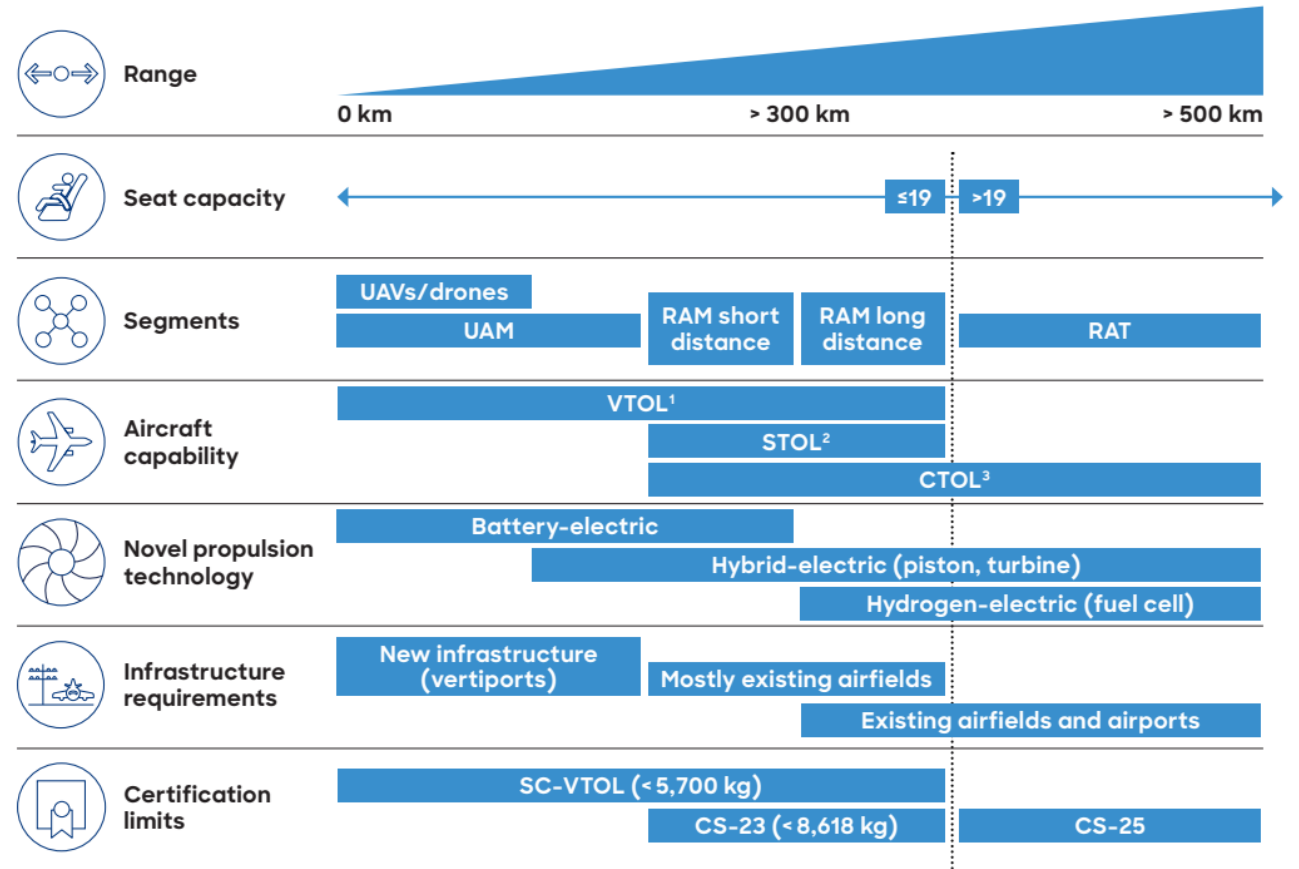 Range
0 km
> 300 km
> 500 km
Seat capacity
≤19
>19
Segments
UAVs/drones
UAM
RAM short
distance
RAM long
distance
RAT
Aircraft
capability
VTOL¹
STOL²
CTOL³
Novel propulsion
technology
Battery-electric
Hybrid-electric (piston, turbine)
Hydrogen-electric (fuel cell)
Infrastructure
requirements
New infrastructure
(vertiports)
Mostly existing airfields
Existing airfields and airports
Certification
limits
SC-VTOL (< 5,700 kg)
CS-23 (< 8,618 kg)
CS-25